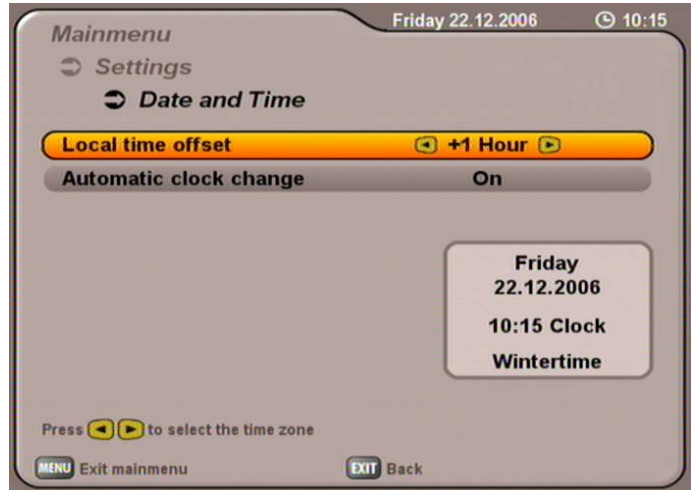 Friday 22.12.2006 10:15
Mainmenu
Settings
Date and Time
Local time offset +1 Hour
Automatic clock change On
Friday
22.12.2006
10:15 Clock
Wintertime
Press to select the time zone
MENU Exit mainmenu EXIT Back